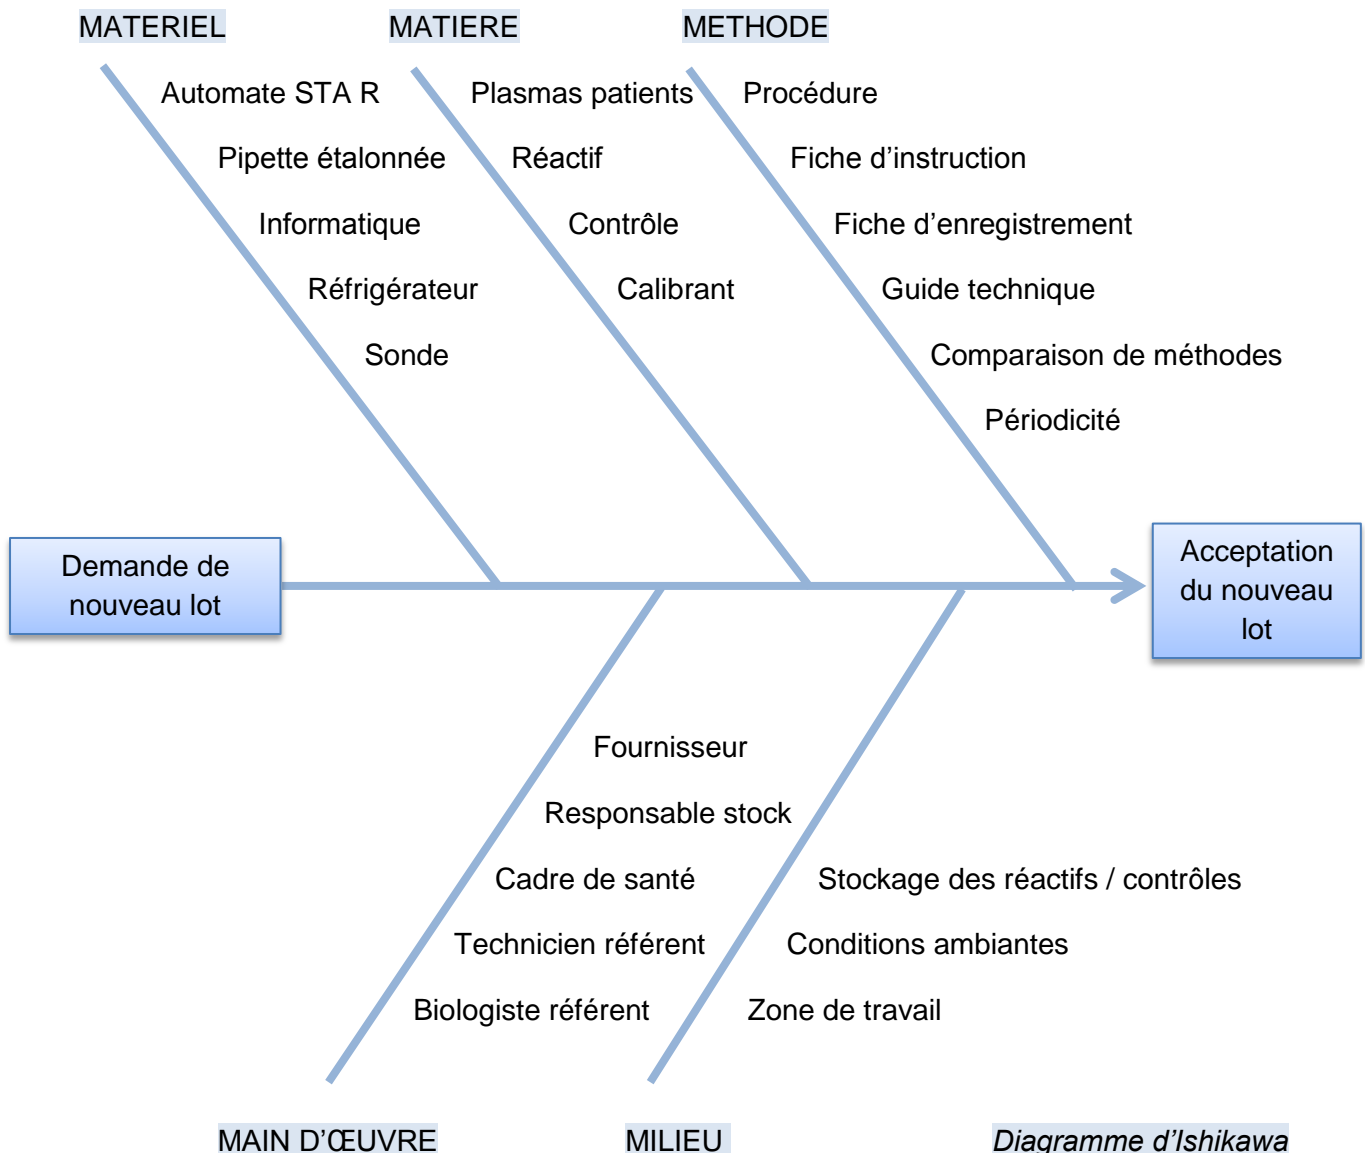 MATERIEL
MATIERE
METHODE
Automate STA R
Plasmas patients
Procédure
Pipette étalonnée
Réactif
Fiche d’instruction
Informatique
Contrôle
Fiche d’enregistrement
Réfrigérateur
Calibrant
Guide technique
Sonde
Comparaison de méthodes
Périodicité
Demande de
nouveau lot
Acceptation
du nouveau
lot
Fournisseur
Responsable stock
Cadre de santé
Stockage des réactifs / contrôles
Technicien référent
Conditions ambiantes
Biologiste référent
Zone de travail
MAIN D’ŒUVRE
MILIEU
Diagramme d’Ishikawa